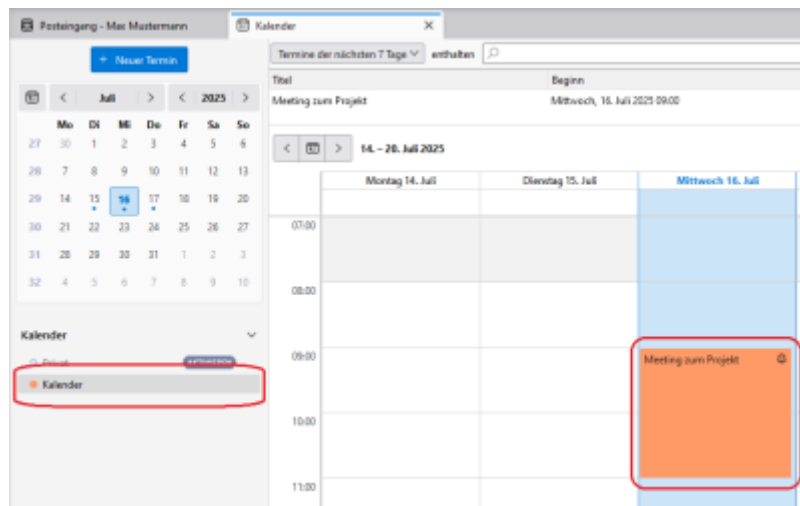 Posteingang - Max Mustermann
Kalender
+ Neuer Termin
Termine der nächsten 7 Tage
enthalten
Titel
Beginn
Meeting zum Projekt
Mittwoch, 16. Juli 2025 09:00
Juli
2025
Mo Di Mi Do Fr Sa So
27 30 1 2 3 4 5 6
28 7 8 9 10 11 12 13
29 14 15 16 17 18 19 20
30 21 22 23 24 25 26 27
31 28 29 30 31 1 2 3
32 4 5 6 7 8 9 10
14. – 20. Juli 2025
Montag 14. Juli
Dienstag 15. Juli
Mittwoch 16. Juli
07:00
08:00
09:00
10:00
11:00
Meeting zum Projekt
Kalender
Privat
Kalender